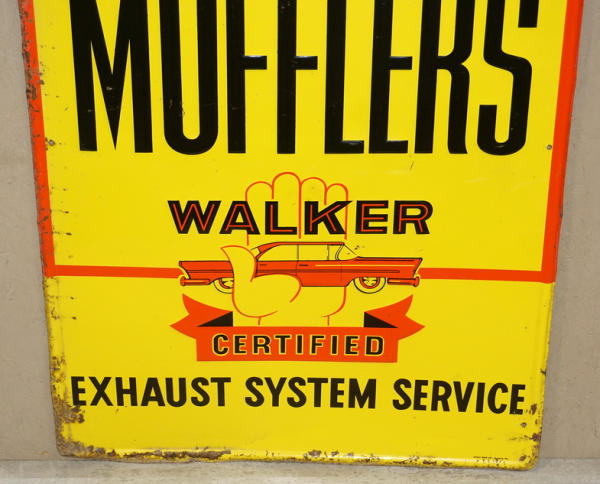 MUFFLERS
WALKER
CERTIFIED
EXHAUST SYSTEM SERVICE